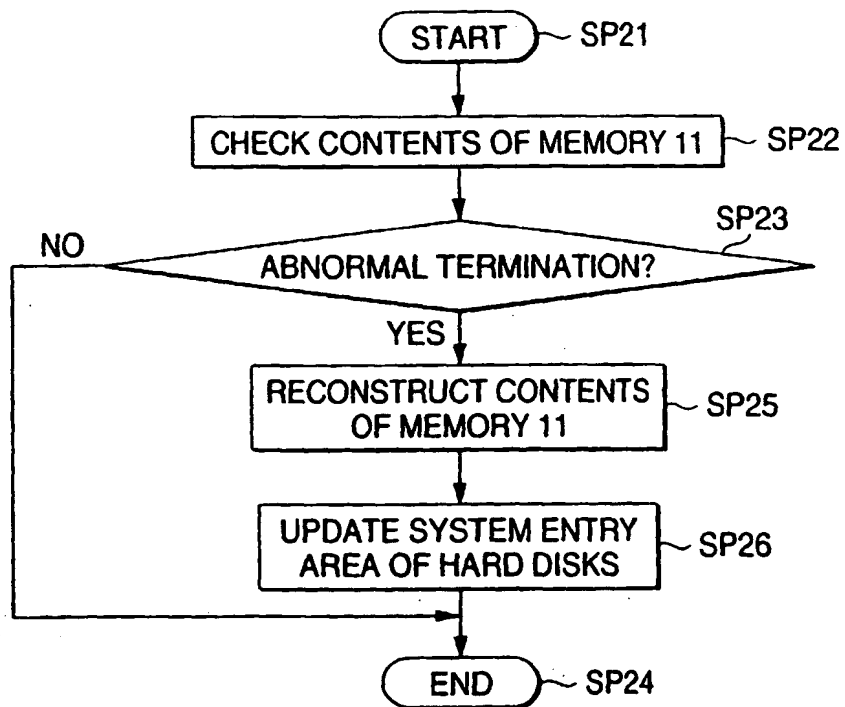 START
SP21
CHECK CONTENTS OF MEMORY 11
SP22
SP23
NO
ABNORMAL TERMINATION?
YES
RECONSTRUCT CONTENTS
OF MEMORY 11
SP25
UPDATE SYSTEM ENTRY
AREA OF HARD DISKS
SP26
END
SP24